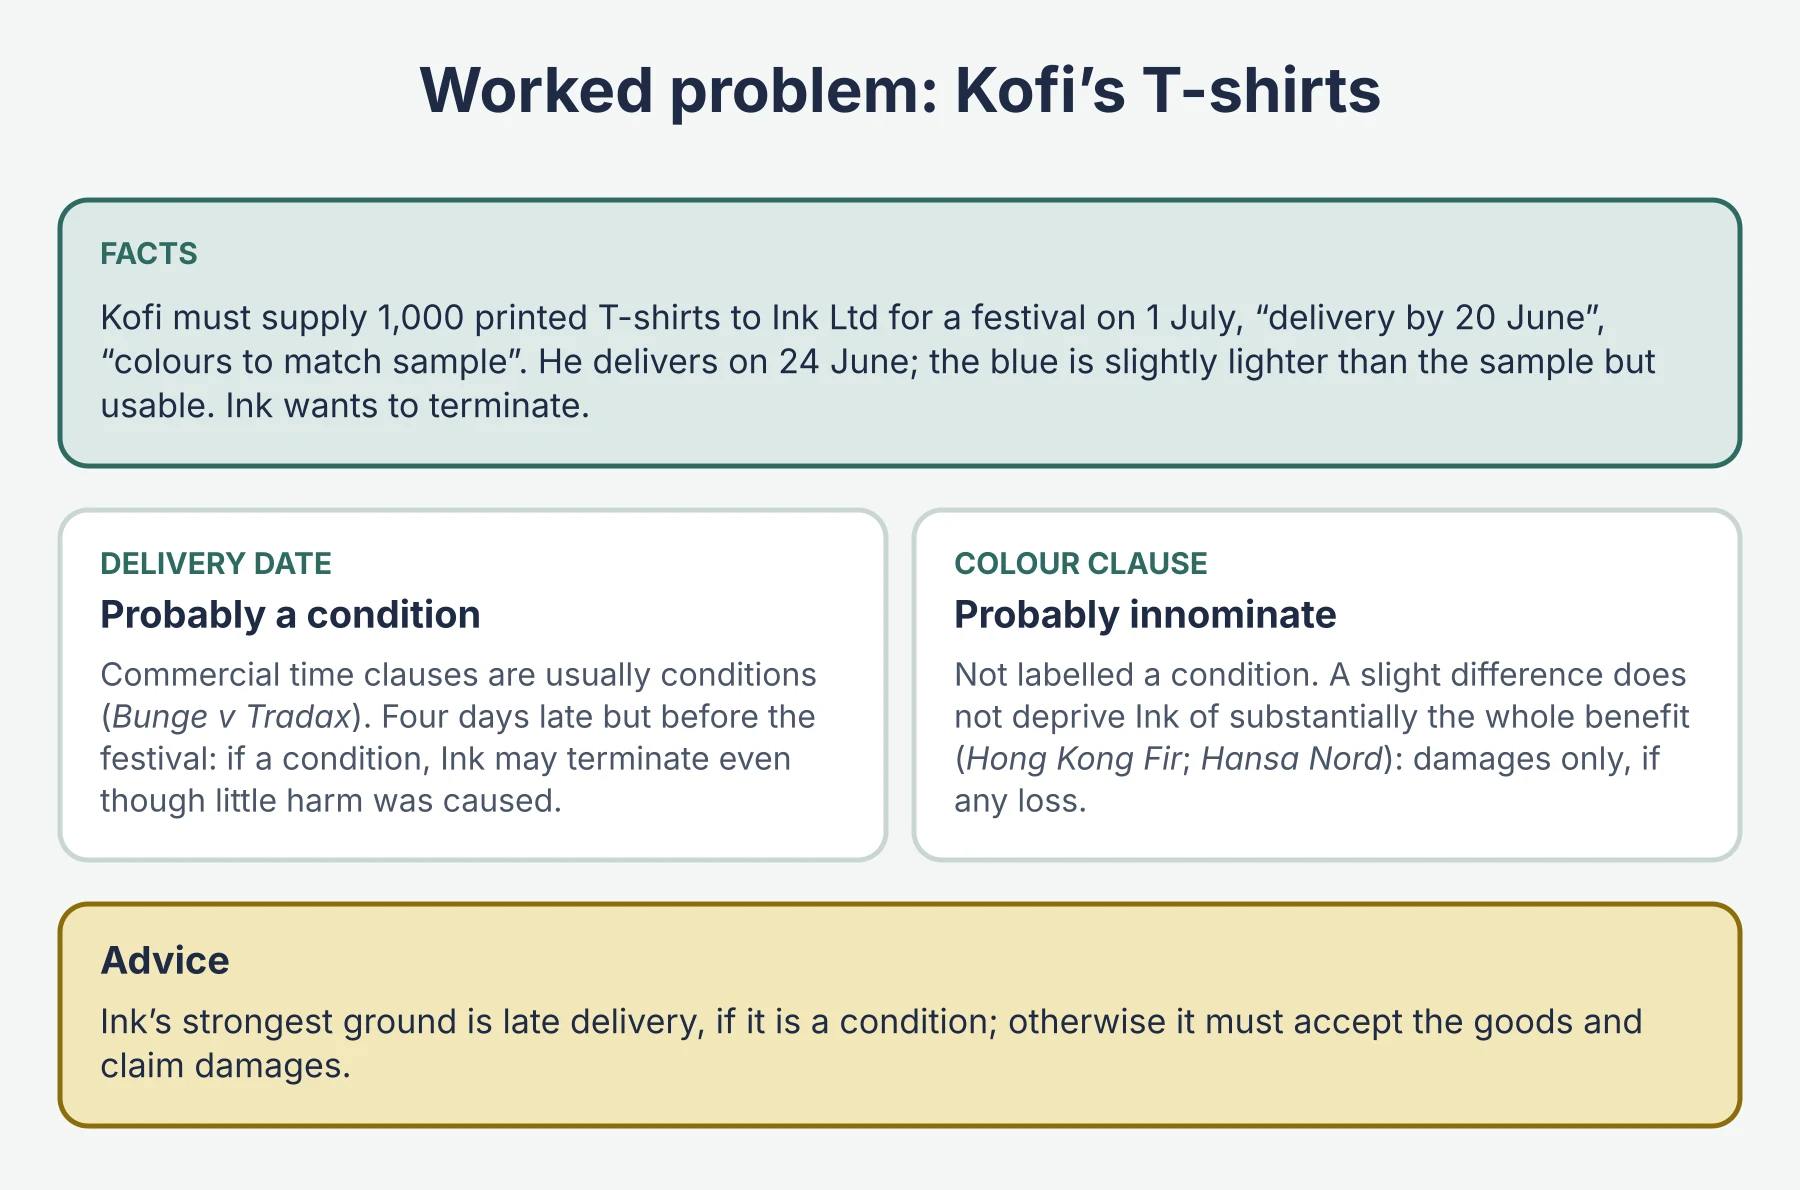 Worked problem: Kofi’s T-shirts
FACTS
Kofi must supply 1,000 printed T-shirts to Ink Ltd for a festival on 1 July, “delivery by 20 June”,
“colours to match sample”. He delivers on 24 June; the blue is slightly lighter than the sample but
usable. Ink wants to terminate.
DELIVERY DATE
Probably a condition
Commercial time clauses are usually conditions
(Bunge v Tradax). Four days late but before the
festival: if a condition, Ink may terminate even
though little harm was caused.
COLOUR CLAUSE
Probably innominate
Not labelled a condition. A slight difference does
not deprive Ink of substantially the whole benefit
(Hong Kong Fir; Hansa Nord): damages only, if
any loss.
Advice
Ink’s strongest ground is late delivery, if it is a condition; otherwise it must accept the goods and
claim damages.